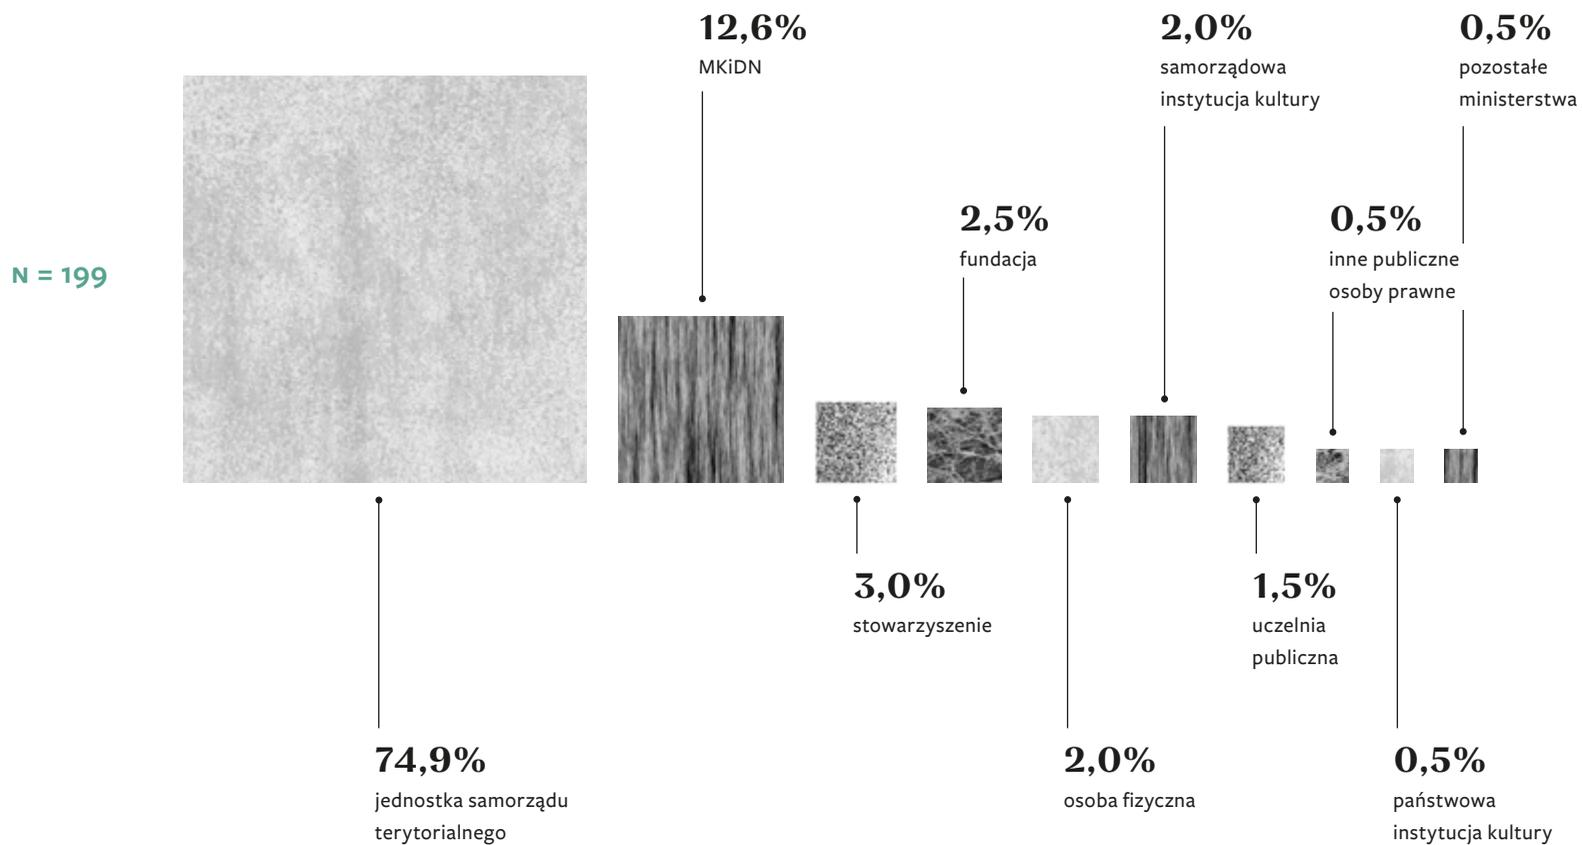 N = 199
74,9%
jednostka samorządu
terytorialnego
12,6%
MKiDN
3,0%
stowarzyszenie
2,5%
fundacja
2,0%
osoba fizyczna
2,0%
samorządowa
instytucja kultury
1,5%
uczelnia
publiczna
0,5%
inne publiczne
osoby prawne
0,5%
państwowa
instytucja kultury
0,5%
pozostałe
ministerstwa